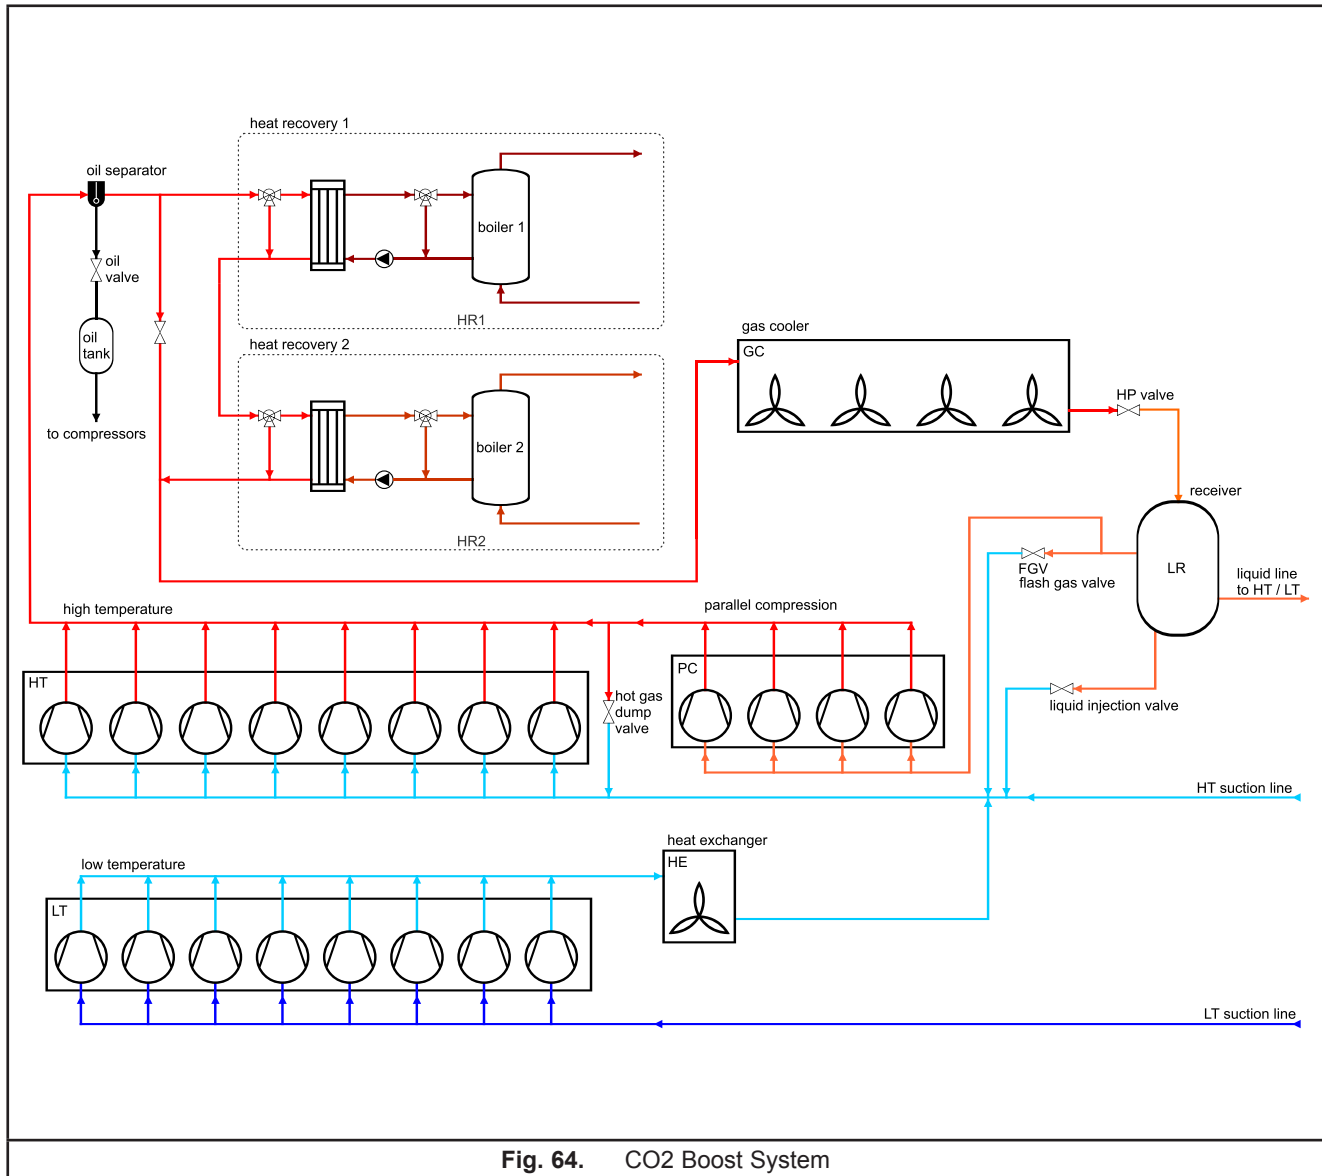 heat recovery 1
oil separator
boiler 1
oil
valve
HR1
oil
tank
gas cooler
GC
heat recovery 2
HP valve
to compressors
boiler 2
receiver
HR2
FGV
flash gas valve
LR
liquid line
to HT / LT
high temperature
parallel compression
HT
PC
hot gas
dump
valve
liquid injection valve
HT suction line
heat exchanger
low temperature
HE
LT
LT suction line
Fig. 64. CO2 Boost System